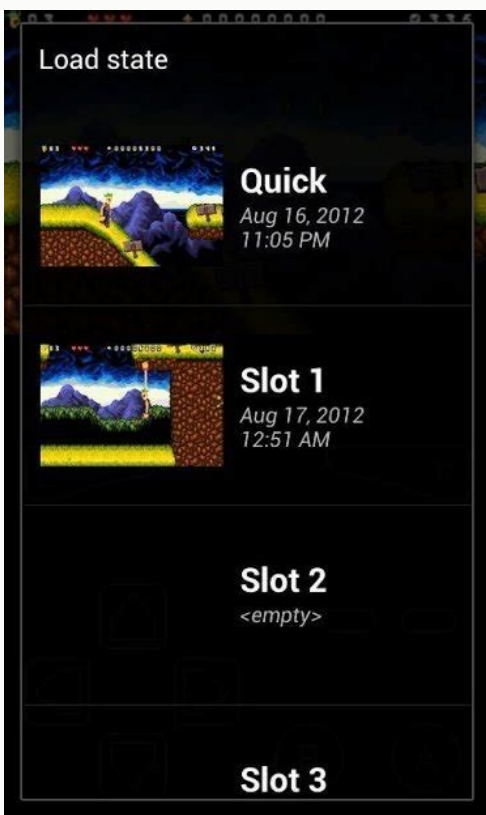 Load state
Quick
Aug 16, 2012
11:05 PM
Slot 1
Aug 17, 2012
12:51 AM
Slot 2
<empty>
Slot 3